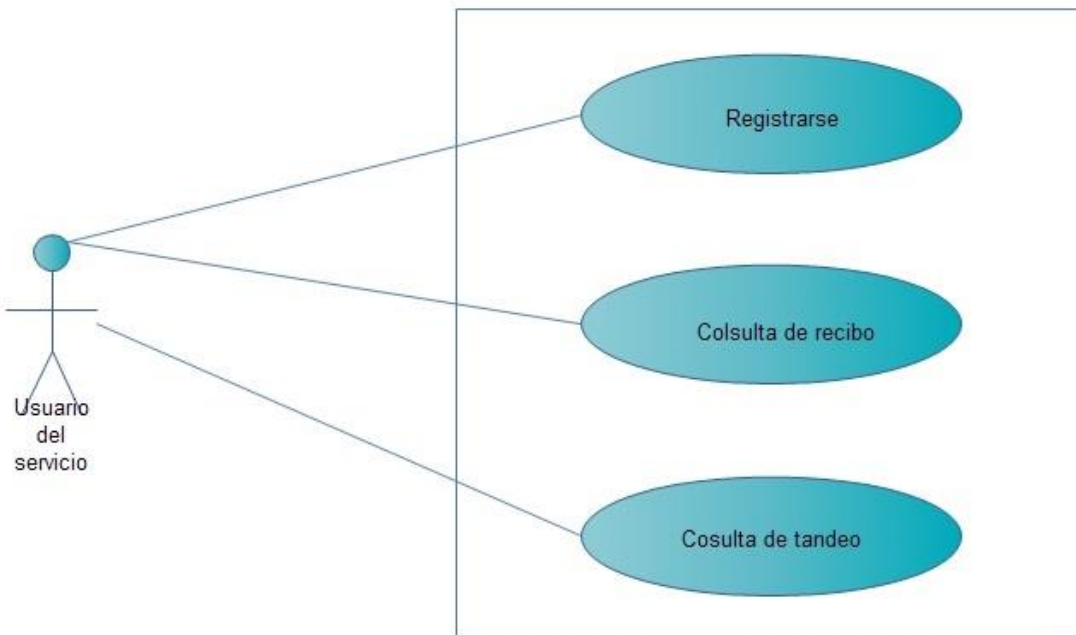 Registrarse
Colsulta de recibo
Usuario
del
servicio
Cosulta de tandeo